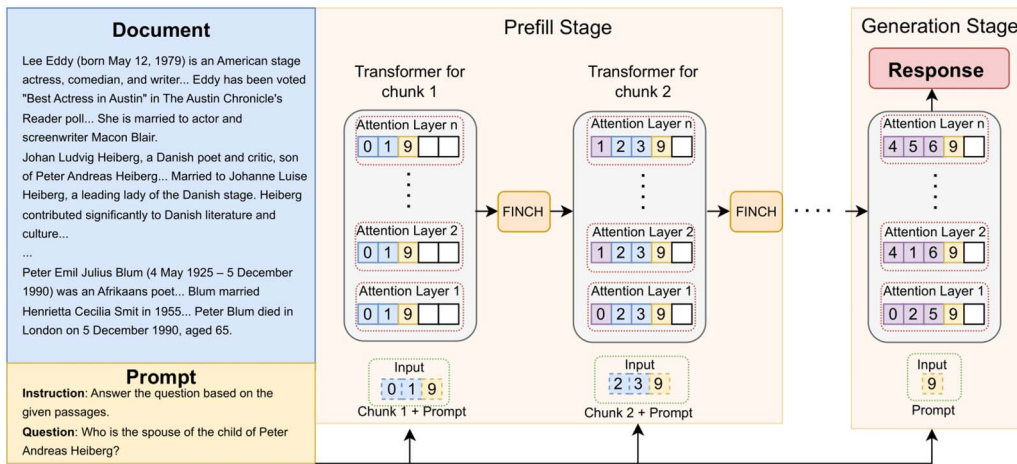 Document
Lee Eddy (born May 12, 1979) is an American stage
actress, comedian, and writer... Eddy has been voted
"Best Actress in Austin" in The Austin Chronicle's
Reader poll... She is married to actor and
screenwriter Macon Blair.
Johan Ludvig Heiberg, a Danish poet and critic, son
of Peter Andreas Heiberg... Married to Johanne Luise
Heiberg, a leading lady of the Danish stage. Heiberg
contributed significantly to Danish literature and
culture...
...
Peter Emil Julius Blum (4 May 1925 – 5 December
1990) was an Afrikaans poet... Blum married
Henrietta Cecilia Smit in 1955... Peter Blum died in
London on 5 December 1990, aged 65.
Prompt
Instruction: Answer the question based on the
given passages.
Question: Who is the spouse of the child of Peter
Andreas Heiberg?
Prefill Stage
Transformer for
chunk 1
Attention Layer n
0 1 9
Attention Layer 2
0 1 9
Attention Layer 1
0 1 9
Input
0 1 9
Chunk 1 + Prompt
FINCH
Transformer for
chunk 2
Attention Layer n
1 2 3 9
Attention Layer 2
1 2 3 9
Attention Layer 1
0 2 3 9
Input
2 3 9
Chunk 2 + Prompt
FINCH
Generation Stage
Response
Attention Layer n
4 5 6 9
Attention Layer 2
4 1 6 9
Attention Layer 1
0 2 5 9
Input
9
Prompt